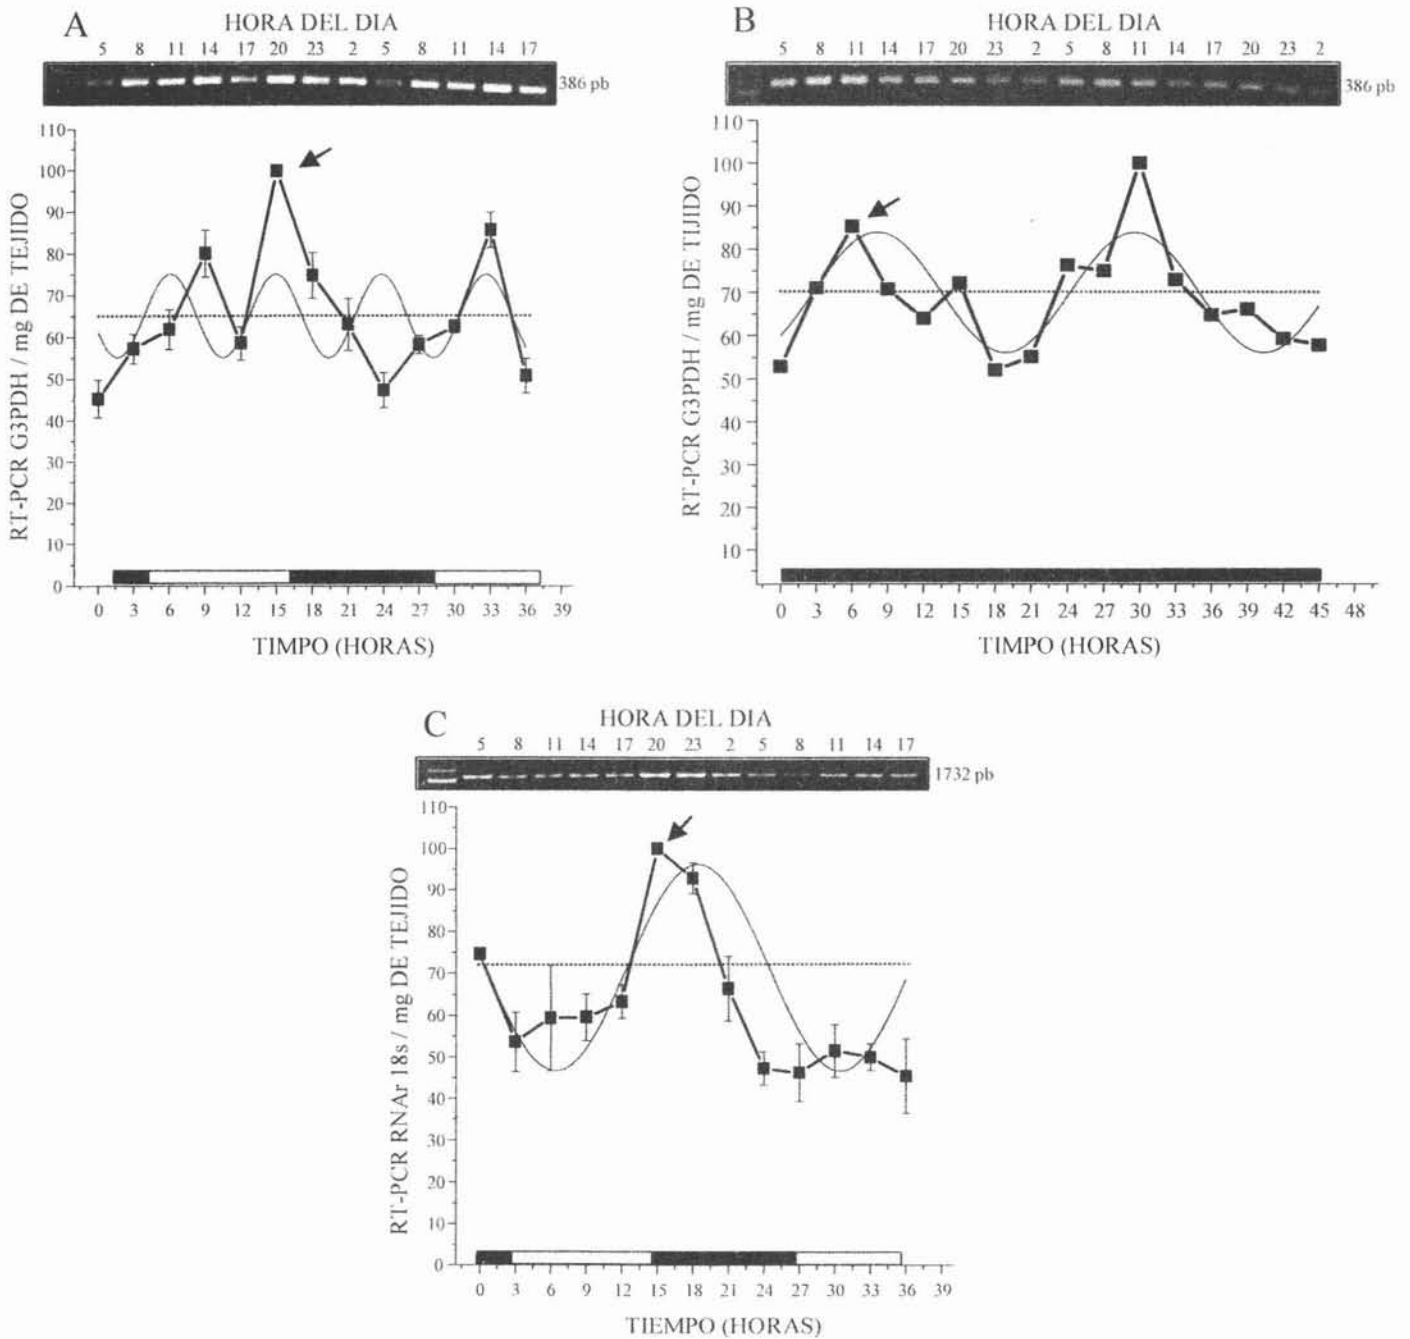 A
HORA DEL DIA
5 8 11 14 17 20 23 2 5 8 11 14 17
386 pb
110
100
90
80
70
60
50
40
30
20
10
0
RT-PCR G3PDH / mg DE TEJIDO
0 3 6 9 12 15 18 21 24 27 30 33 36 39
TIMPO (HORAS)
B
HORA DEL DIA
5 8 11 14 17 20 23 2 5 8 11 14 17 20 23 2
386 pb
110
100
90
80
70
60
50
40
30
20
10
RT-PCR G3PDH / mg DE TIJIDO
0 3 6 9 12 15 18 21 24 27 30 33 36 39 42 45 48
TIMPO (HORAS)
C
HORA DEL DIA
5 8 11 14 17 20 23 2 5 8 11 14 17
1732 pb
110
100
90
80
70
60
50
40
30
20
10
0
RT-PCR RNAr 18s / mg DE TEJIDO
0 3 6 9 12 15 18 21 24 27 30 33 36 39
TIEMPO (HORAS)